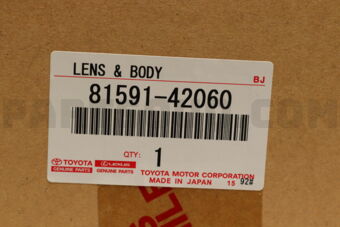 LENS & BODY
BJ
81591-42060
TOYOTA
GENUINE PARTS
LEXUS
GENUINE PARTS
QTY:
1
TOYOTA MOTOR CORPORATION
MADE IN JAPAN 15 92#